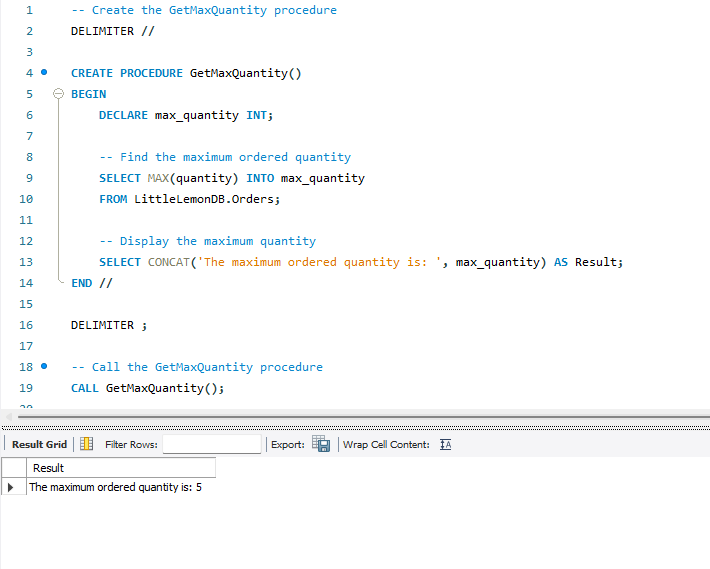 1 -- Create the GetMaxQuantity procedure
2 DELIMITER //
3
4 CREATE PROCEDURE GetMaxQuantity()
5 BEGIN
6 DECLARE max_quantity INT;
7
8 -- Find the maximum ordered quantity
9 SELECT MAX(quantity) INTO max_quantity
10 FROM LittleLemonDB.Orders;
11
12 -- Display the maximum quantity
13 SELECT CONCAT('The maximum ordered quantity is: ', max_quantity) AS Result;
14 END //
15
16 DELIMITER ;
17
18 -- Call the GetMaxQuantity procedure
19 CALL GetMaxQuantity();
Result Grid Filter Rows: Export: Wrap Cell Content:
Result
The maximum ordered quantity is: 5